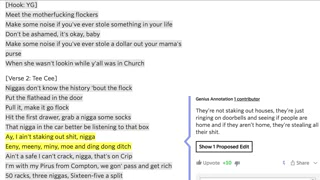 [Hook: YG]
Meet the motherfucking flockers
Make some noise if you've ever stole something in your life
Don't be ashamed, it's okay, baby
Make some noise if you've ever stole a dollar out your mama's
purse
When she wasn't lookin while y'all was in Church
[Verse 2: Tee Cee]
Niggas don't know the history 'bout the flock
Put the flathead in the door
Pull it, make it go flock
Hit the first drawer, grab a nigga some socks
That nigga in the car better be listening to that box
Ay, I ain't staking out shit, nigga
Eeny, meeny, miny, moe and ding dong ditch
Ain't a safe I can't crack, nigga, that's on Crip
I'm with my Pirus from Compton, we gon' pass and get rich
50 racks, three niggas, Sixteen-five a split
Genius Annotation 1 contributor
They're not staking out houses, they're just
ringing on doorbells and seeing if people are
home and if they aren't home, they're stealing all
their shit.
Show 1 Proposed Edit
Upvote +10
Share